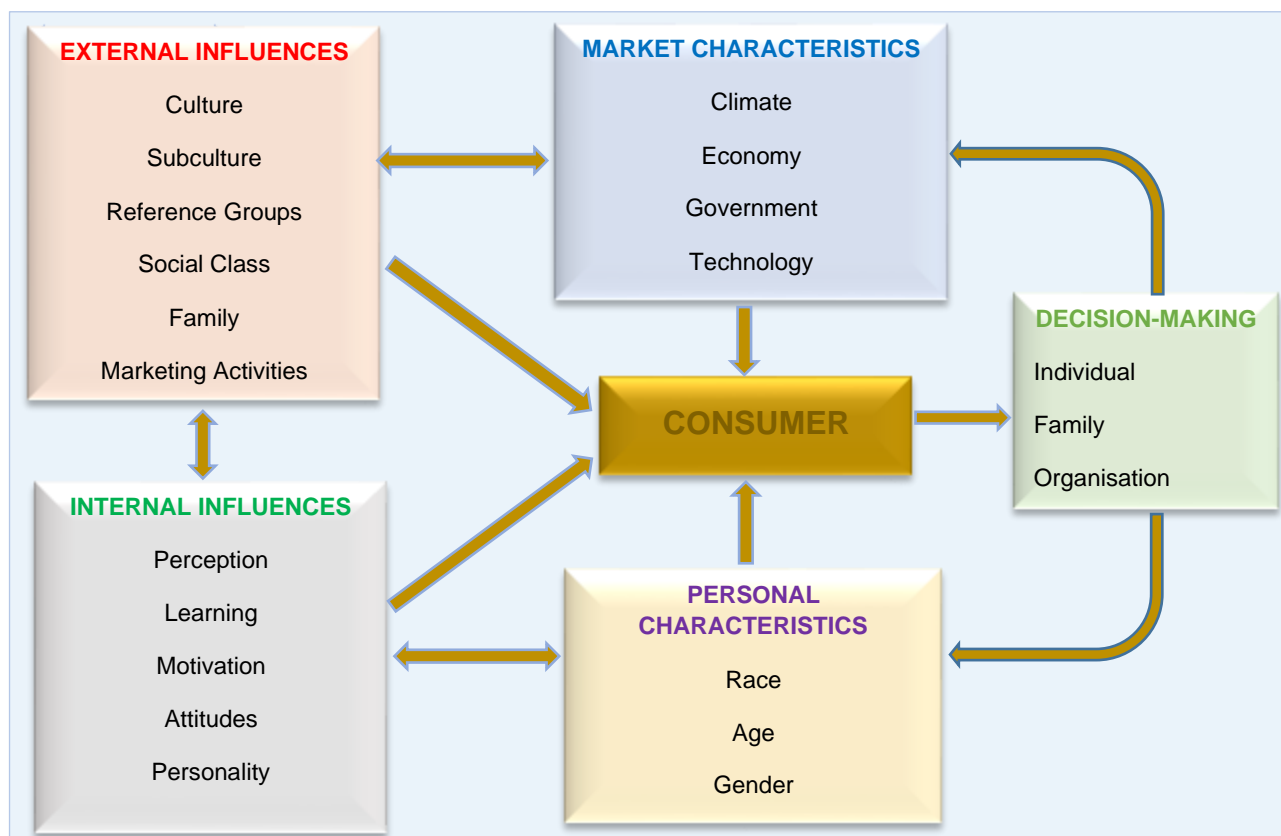 EXTERNAL INFLUENCES
Culture
Subculture
Reference Groups
Social Class
Family
Marketing Activities
MARKET CHARACTERISTICS
Climate
Economy
Government
Technology
DECISION-MAKING
Individual
Family
Organisation
CONSUMER
INTERNAL INFLUENCES
Perception
Learning
Motivation
Attitudes
Personality
PERSONAL
CHARACTERISTICS
Race
Age
Gender